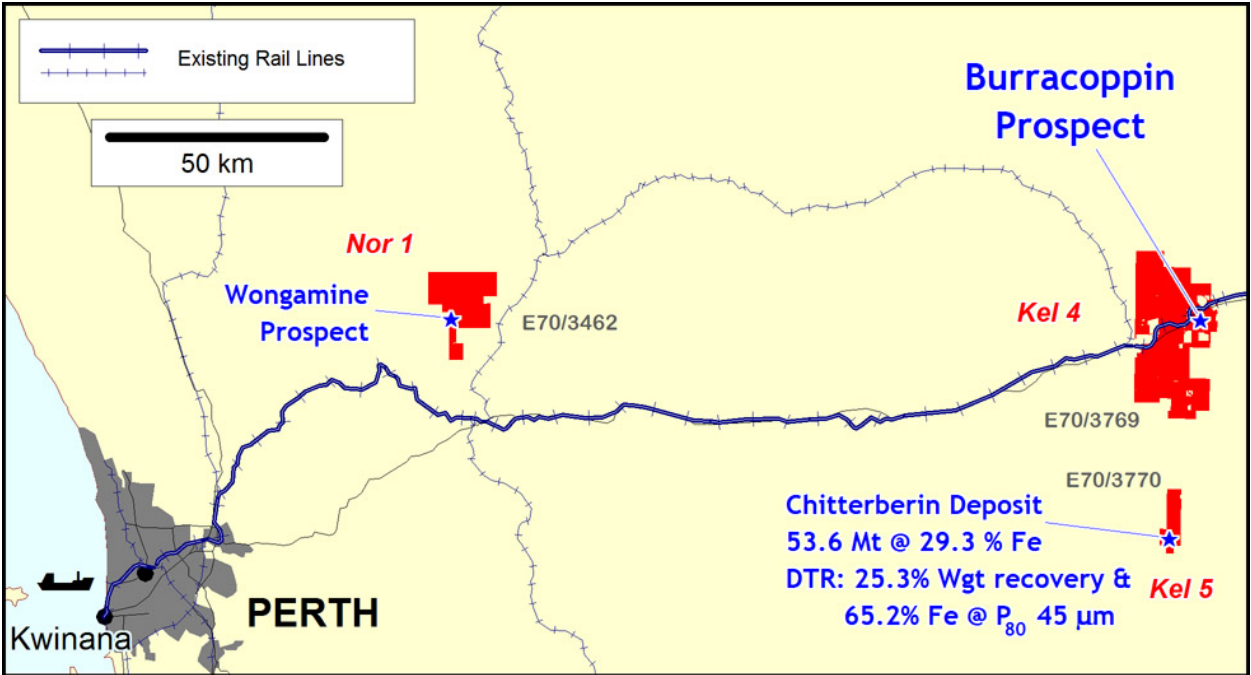 Existing Rail Lines
50 km
Burracoppin
Prospect
Nor 1
Wongamine
Prospect
E70/3462
Kel 4
E70/3769
E70/3770
Chitterberin Deposit
53.6 Mt @ 29.3 % Fe
DTR: 25.3% Wgt recovery &
65.2% Fe @ P80 45 µm
Kel 5
PERTH
Kwinana